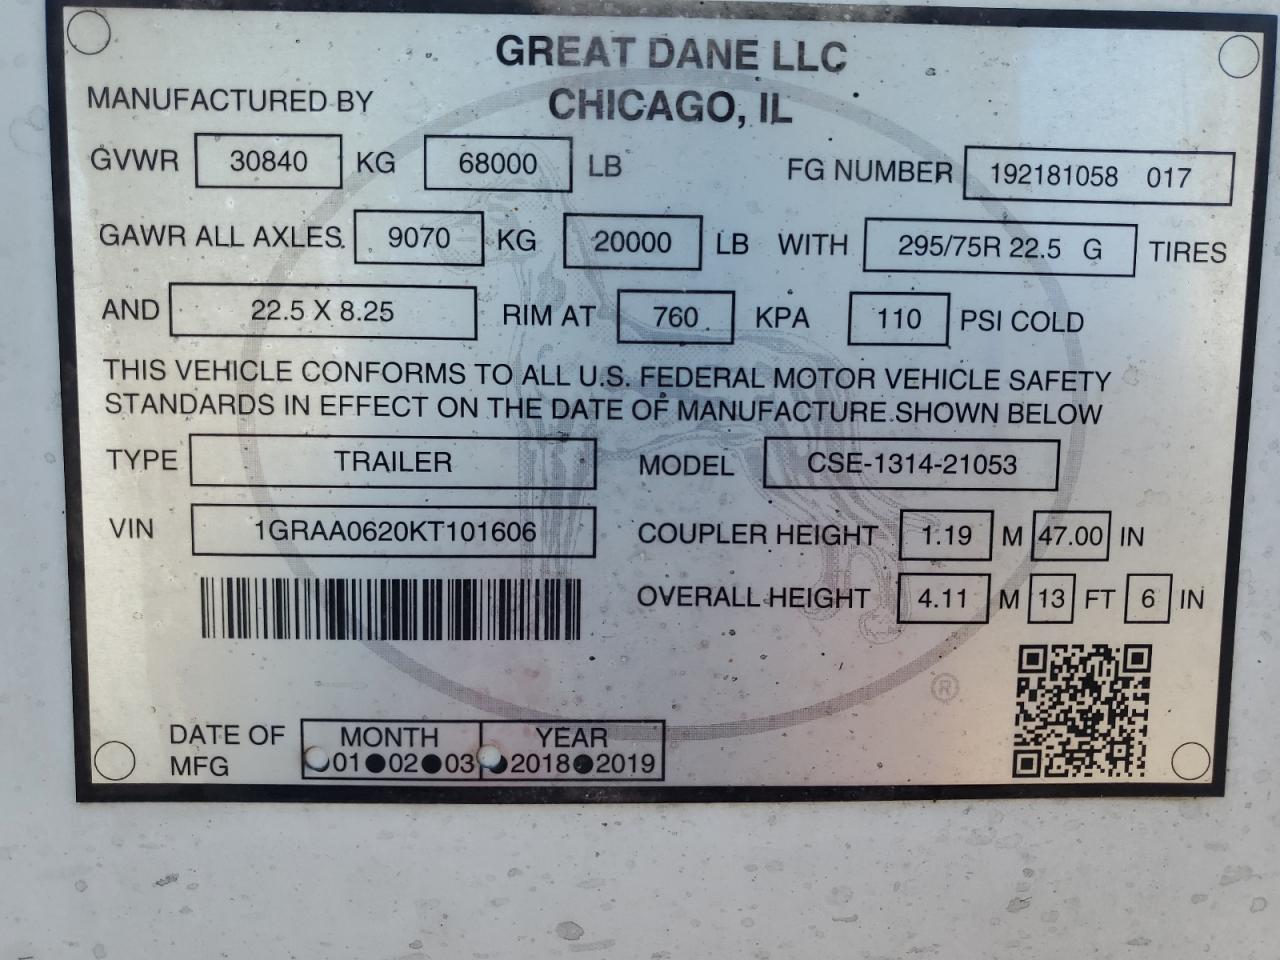 GREAT DANE LLC
MANUFACTURED BY CHICAGO, IL
GVWR 30840 KG 68000 LB FG NUMBER 192181058 017
GAWR ALL AXLES 9070 KG 20000 LB WITH 295/75R 22.5 G TIRES
AND 22.5 X 8.25 RIM AT 760 KPA 110 PSI COLD
THIS VEHICLE CONFORMS TO ALL U.S. FEDERAL MOTOR VEHICLE SAFETY
STANDARDS IN EFFECT ON THE DATE OF MANUFACTURE SHOWN BELOW
TYPE TRAILER MODEL CSE-1314-21053
VIN 1GRAA0620KT101606 COUPLER HEIGHT 1.19 M 47.00 IN
OVERALL HEIGHT 4.11 M 13 FT 6 IN
®
DATE OF MFG MONTH YEAR
01 ● 02 ● 03 ● 2018 ● 2019